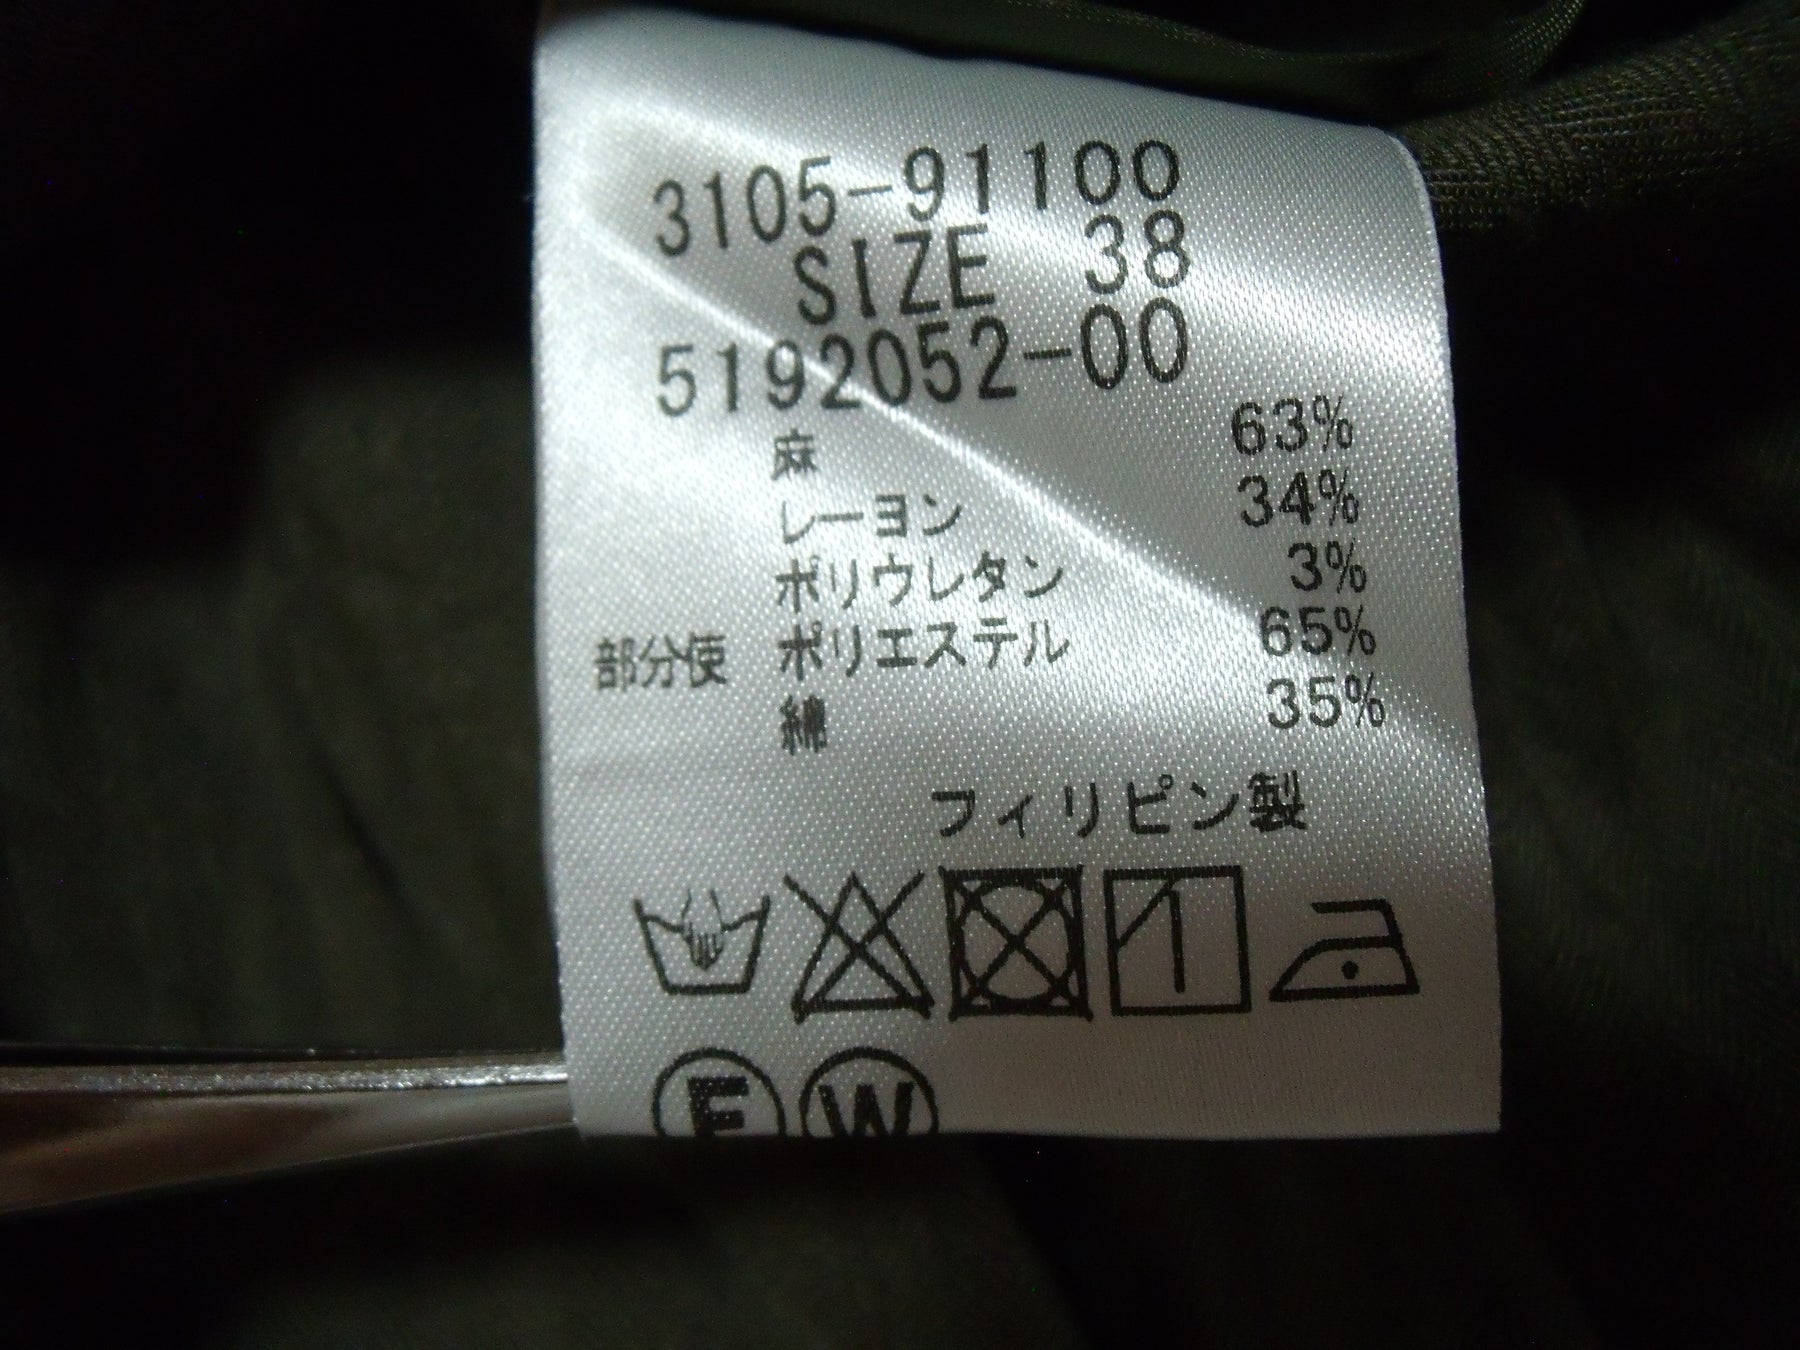 3105-91100
SIZE 38
5192052-00
麻 63%
レーヨン 34%
ポリウレタン 3%
部分使 ポリエステル 65%
綿 35%
フィリピン製
F W